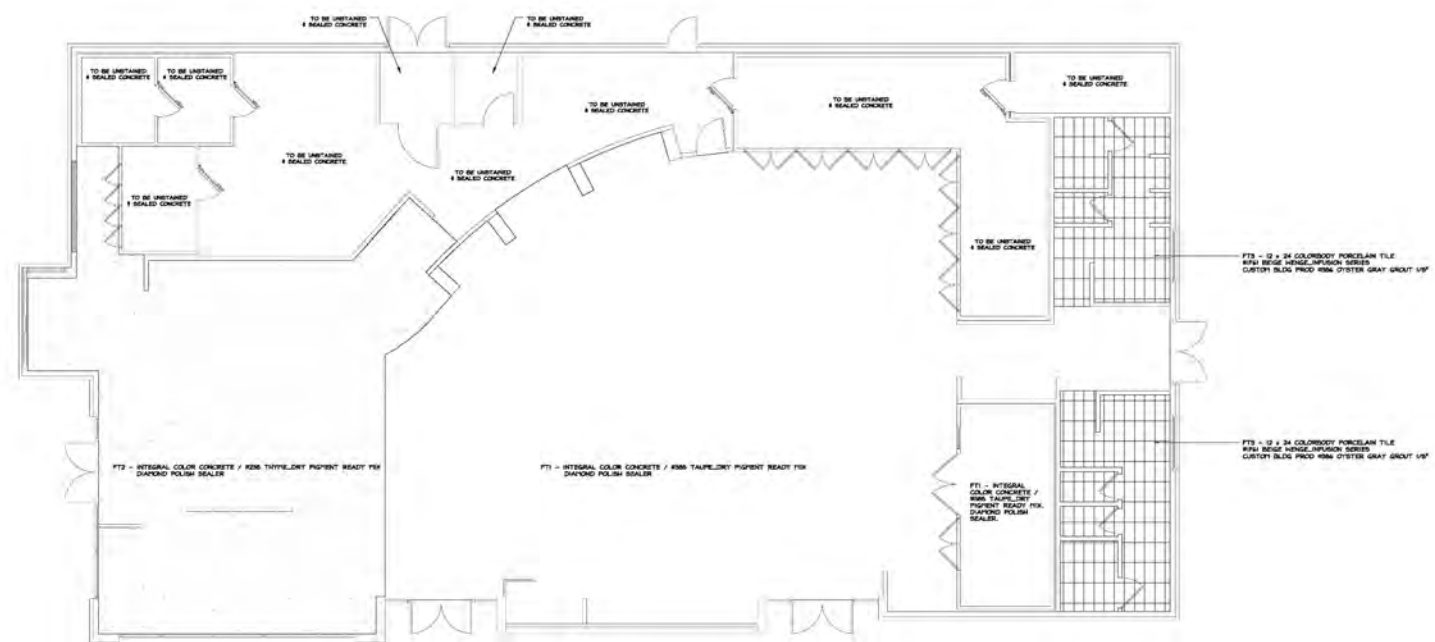 TO BE UNSTAINED
& SEALED CONCRETE
TO BE UNSTAINED
& SEALED CONCRETE
TO BE UNSTAINED
& SEALED CONCRETE
TO BE UNSTAINED
& SEALED CONCRETE
TO BE UNSTAINED
& SEALED CONCRETE
TO BE UNSTAINED
& SEALED CONCRETE
TO BE UNSTAINED
& SEALED CONCRETE
TO BE UNSTAINED
& SEALED CONCRETE
TO BE UNSTAINED
& SEALED CONCRETE
TO BE UNSTAINED
& SEALED CONCRETE
TO BE UNSTAINED
& SEALED CONCRETE
FT3 - 12 x 24 COLORBODY PORCELAIN TILE
BEIGE WENGE_INFUSION SERIES
CUSTOM BLDG PROD #386 OYSTER GRAY GROUT 1/8"
FT2 - INTEGRAL COLOR CONCRETE / THYME_DRY PIGMENT READY MIX
DIAMOND POLISH SEALER
FT1 - INTEGRAL COLOR CONCRETE / TAUPE_DRY PIGMENT READY MIX
DIAMOND POLISH SEALER
FT1 - INTEGRAL
COLOR CONCRETE /
TAUPE_DRY
PIGMENT READY MIX.
DIAMOND POLISH
SEALER.
FT3 - 12 x 24 COLORBODY PORCELAIN TILE
BEIGE WENGE_INFUSION SERIES
CUSTOM BLDG PROD #386 OYSTER GRAY GROUT 1/8"